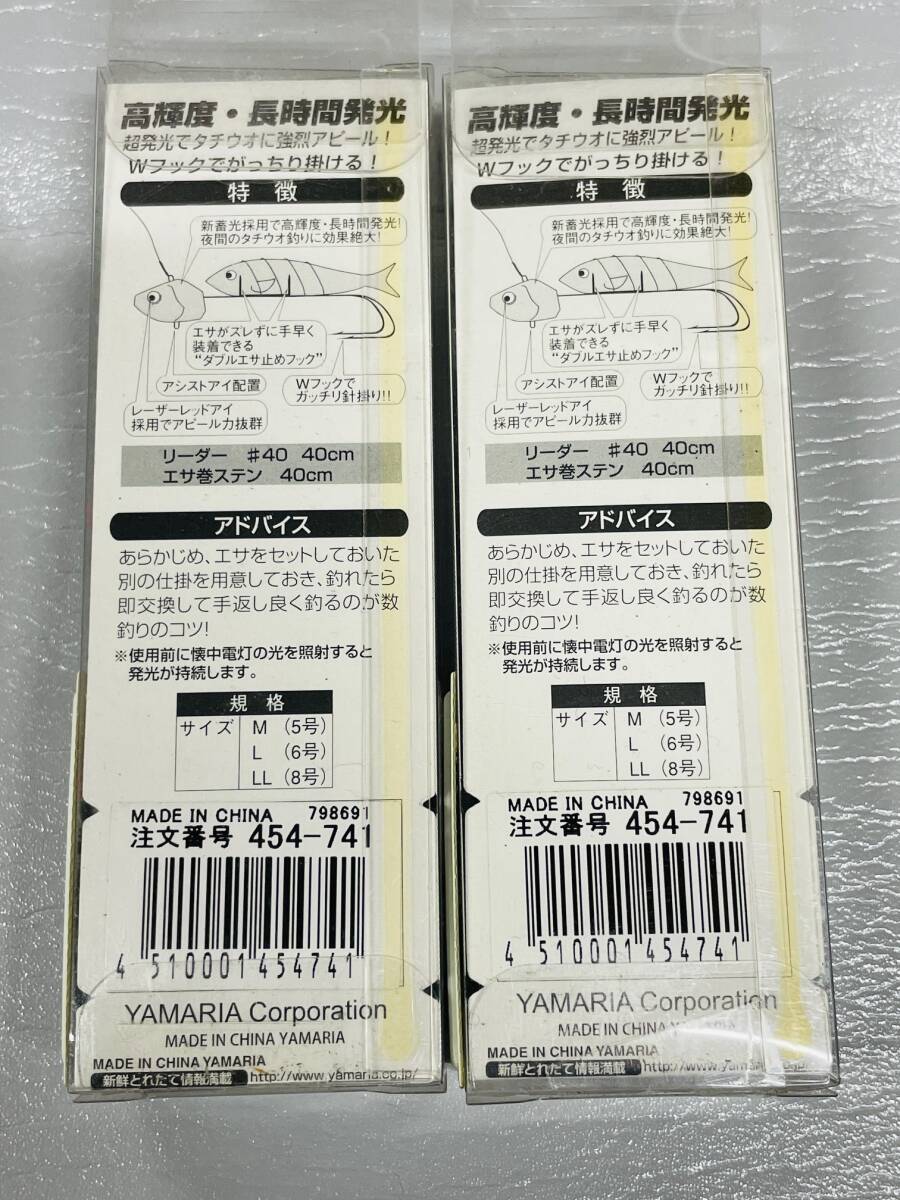 高輝度・長時間発光
超発光でタチウオに強烈アピール！
Wフックでがっちり掛ける！
特徴
新蓄光採用で高輝度・長時間発光!
夜間のタチウオ釣りに効果絶大!
エサがズレずに手早く
装着できる
“ダブルエサ止めフック”
アシストアイ配置
Wフックで
ガッチリ針掛り!!
レーザーレッドアイ
採用でアピール力抜群
リーダー ♯40 40cm
エサ巻ステン 40cm
アドバイス
あらかじめ、エサをセットしておいた
別の仕掛を用意しておき、釣れたら
即交換して手返し良く釣るのが数
釣りのコツ!
※使用前に懐中電灯の光を照射すると
発光が持続します。
規格
サイズ M (5号)
L (6号)
LL (8号)
MADE IN CHINA 798691
注文番号 454-741
4 510001 454741
YAMARIA Corporation
MADE IN CHINA YAMARIA
MADE IN CHINA YAMARIA
新鮮とれたて情報満載 http://www.yamaria.co.jp/
高輝度・長時間発光
超発光でタチウオに強烈アピール！
Wフックでがっちり掛ける！
特徴
新蓄光採用で高輝度・長時間発光!
夜間のタチウオ釣りに効果絶大!
エサがズレずに手早く
装着できる
“ダブルエサ止めフック”
アシストアイ配置
Wフックで
ガッチリ針掛り!!
レーザーレッドアイ
採用でアピール力抜群
リーダー ♯40 40cm
エサ巻ステン 40cm
アドバイス
あらかじめ、エサをセットしておいた
別の仕掛を用意しておき、釣れたら
即交換して手返し良く釣るのが数
釣りのコツ!
※使用前に懐中電灯の光を照射すると
発光が持続します。
規格
サイズ M (5号)
L (6号)
LL (8号)
MADE IN CHINA 798691
注文番号 454-741
4 510001 454741
YAMARIA Corporation
MADE IN CHINA YAMARIA
MADE IN CHINA YAMARIA
新鮮とれたて情報満載